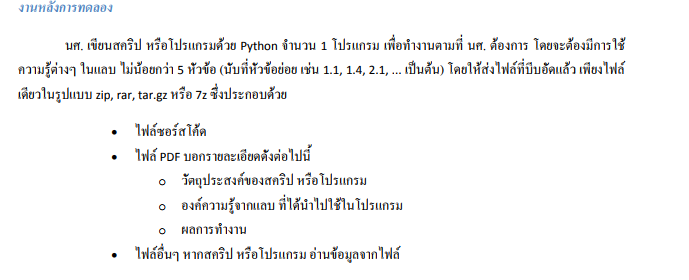 งานหลังการทดลอง
นศ. เขียนสคริป หรือโปรแกรมด้วย Python จำนวน 1 โปรแกรม เพื่อทำงานตามที่ นศ. ต้องการ โดยจะต้องมีการใช้
ความรู้ต่างๆ ในแลบ ไม่น้อยกว่า 5 หัวข้อ (นับที่หัวข้อย่อย เช่น 1.1, 1.4, 2.1, ... เป็นต้น) โดยให้ส่งไฟล์ที่บีบอัดแล้ว เพียงไฟล์
เดียวในรูปแบบ zip, rar, tar.gz หรือ 7z ซึ่งประกอบด้วย
• ไฟล์ซอร์สโค้ด
• ไฟล์ PDF บอกรายละเอียดดังต่อไปนี้
o วัตถุประสงค์ของสคริป หรือโปรแกรม
o องค์ความรู้จากแลบ ที่ได้นำไปใช้ในโปรแกรม
o ผลการทำงาน
• ไฟล์อื่นๆ หากสคริป หรือโปรแกรม อ่านข้อมูลจากไฟล์